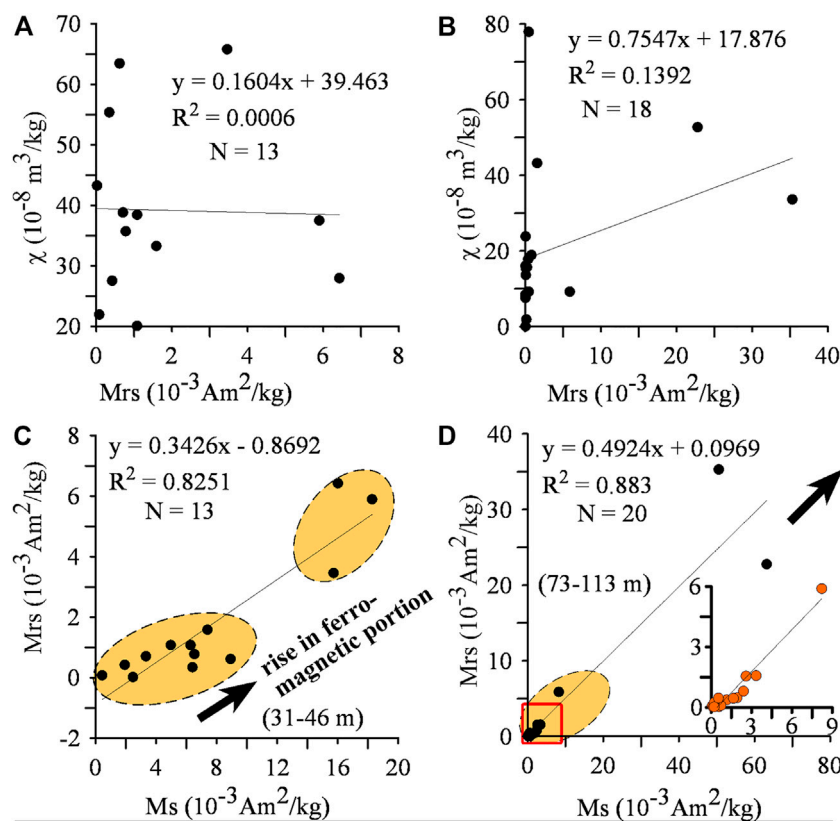 A
70
60
50
40
30
20
χ (10⁻⁸ m³/kg)
y = 0.1604x + 39.463
R² = 0.0006
N = 13
0 2 4 6 8
Mrs (10⁻³Am²/kg)
B
80
60
40
20
0
χ (10⁻⁸ m³/kg)
y = 0.7547x + 17.876
R² = 0.1392
N = 18
0 10 20 30 40
Mrs (10⁻³Am²/kg)
C
8
6
4
2
0
-2
Mrs (10⁻³Am²/kg)
y = 0.3426x - 0.8692
R² = 0.8251
N = 13
rise in ferro-
magnetic portion
(31-46 m)
0 4 8 12 16 20
Ms (10⁻³Am²/kg)
D
40
35
15
10
5
0
Mrs (10⁻³Am²/kg)
y = 0.4924x + 0.0969
R² = 0.883
N = 20
(73-113 m)
6
3
0
0 3 6 9
0 20 40 60 80
Ms (10⁻³Am²/kg)